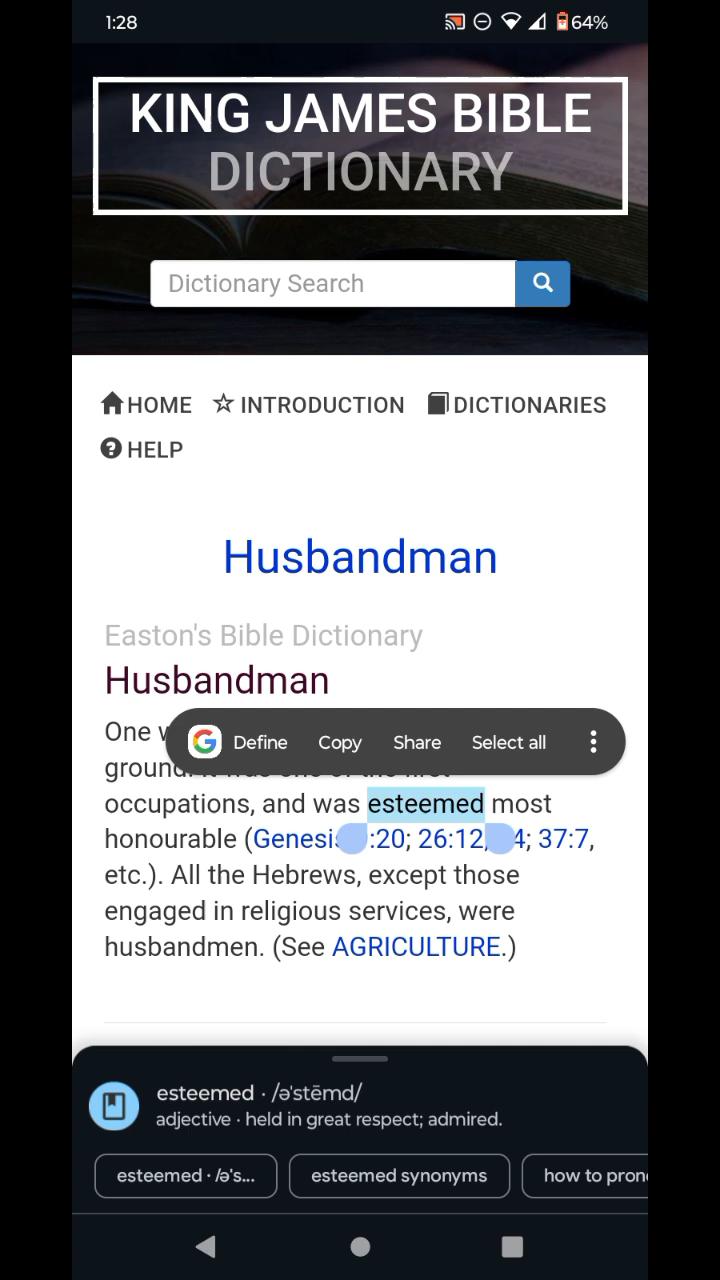 1:28
64%
KING JAMES BIBLE
DICTIONARY
Dictionary Search
HOME INTRODUCTION DICTIONARIES
HELP
Husbandman
Easton's Bible Dictionary
Husbandman
One
Define Copy Share Select all
occupations, and was esteemed most
honourable (:20; 26:12, ; 37:7,
etc.). All the Hebrews, except those
engaged in religious services, were
husbandmen. (See AGRICULTURE.)
esteemed · /ə'stēmd/
adjective · held in great respect; admired.
esteemed · /ə's...
esteemed synonyms
how to